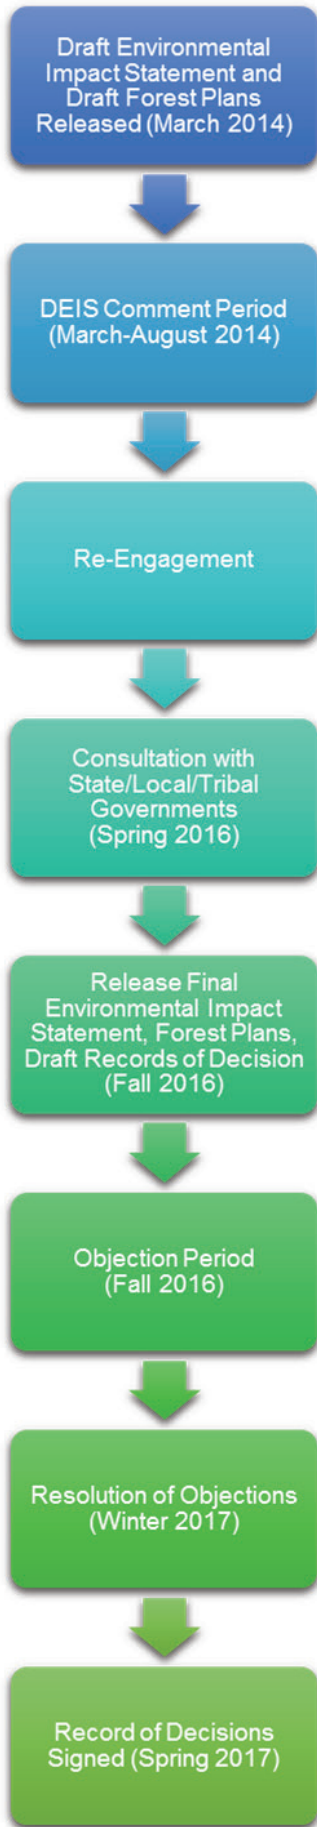 Draft Environmental
Impact Statement and
Draft Forest Plans
Released (March 2014)
DEIS Comment Period
(March-August 2014)
Re-Engagement
Consultation with
State/Local/Tribal
Governments
(Spring 2016)
Release Final
Environmental Impact
Statement, Forest Plans,
Draft Records of Decision
(Fall 2016)
Objection Period
(Fall 2016)
Resolution of Objections
(Winter 2017)
Record of Decisions
Signed (Spring 2017)